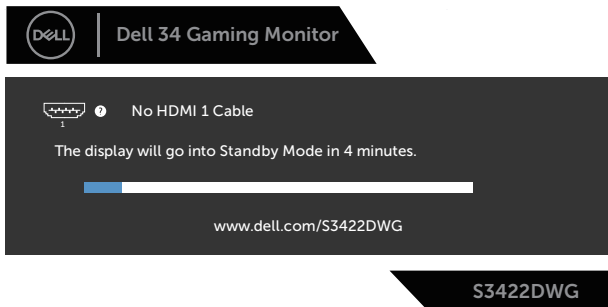 DELL
Dell 34 Gaming Monitor
? No HDMI 1 Cable
1
The display will go into Standby Mode in 4 minutes.
www.dell.com/S3422DWG
S3422DWG